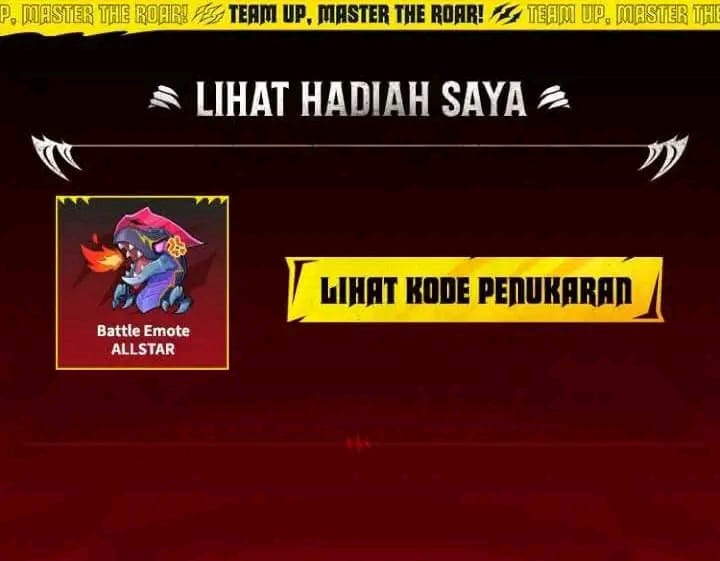 P, MASTER THE ROAR! TEAM UP, MASTER THE ROAR! TEAM UP, MASTER THE
LIHAT HADIAH SAYA
Battle Emote
ALLSTAR
LIHAT KODE PENUKARAN